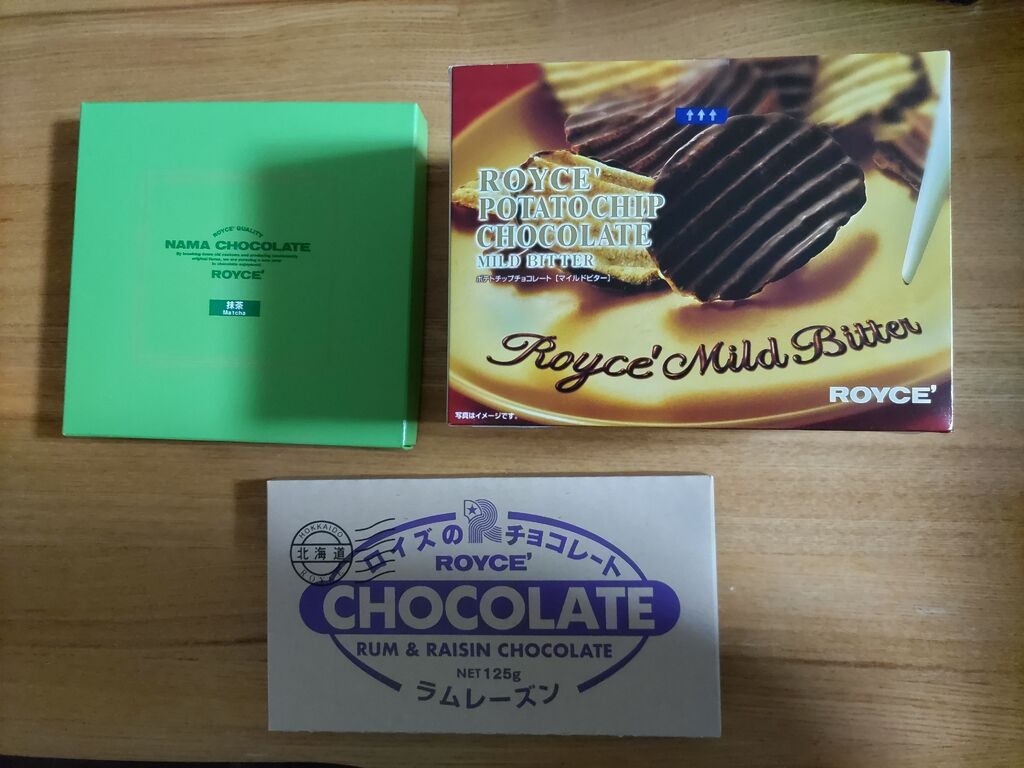 ROYCE' QUALITY
NAMA CHOCOLATE
ROYCE'
抹茶
Matcha
ROYCE'
POTATOCHIP
CHOCOLATE
MILD BITTER
ポテトチップチョコレート [マイルドビター]
Royce' Mild Bitter
ROYCE'
写真はイメージです。
HOKKAIDO
北海道
ロイズの R チョコレート
ROYCE'
CHOCOLATE
RUM & RAISIN CHOCOLATE
NET 125g
ラムレーズン